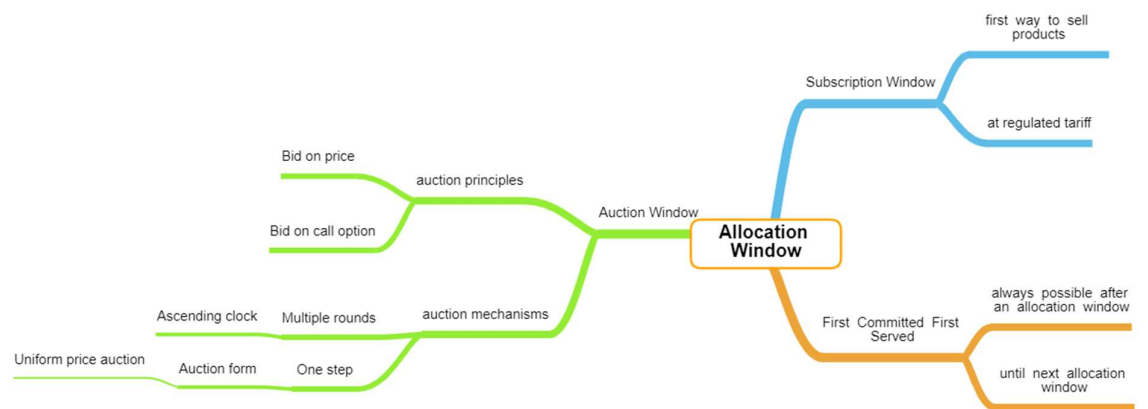 first way to sell
products
Subscription Window
at regulated tariff
Bid on price
auction principles
Bid on call option
Auction Window
Allocation
Window
Ascending clock
Multiple rounds
auction mechanisms
Uniform price auction
Auction form
One step
always possible after
an allocation window
First Committed First
Served
until next allocation
window